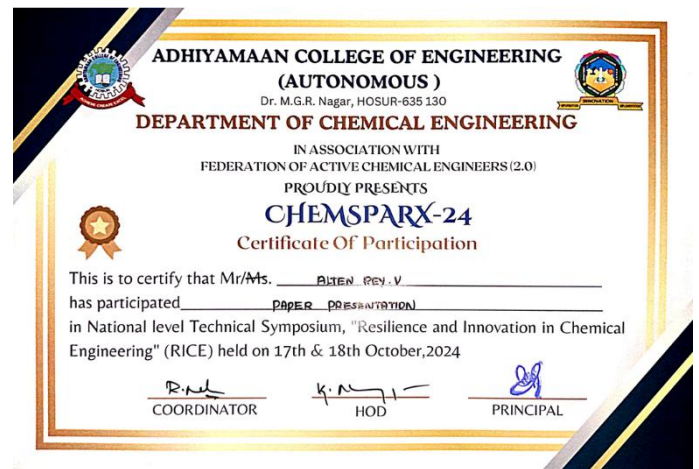 ADHIYAMAAN COLLEGE OF ENGINEERING
(AUTONOMOUS )
Dr. M.G.R. Nagar, HOSUR-635 130
DEPARTMENT OF CHEMICAL ENGINEERING
IN ASSOCIATION WITH
FEDERATION OF ACTIVE CHEMICAL ENGINEERS (2.0)
PROUDLY PRESENTS
CHEMSPARX-24
Certificate Of Participation
This is to certify that Mr/Ms. ALTEN REY.V
has participated PAPER PRESENTATION
in National level Technical Symposium, "Resilience and Innovation in Chemical
Engineering" (RICE) held on 17th & 18th October,2024
COORDINATOR HOD PRINCIPAL
INNOVATION